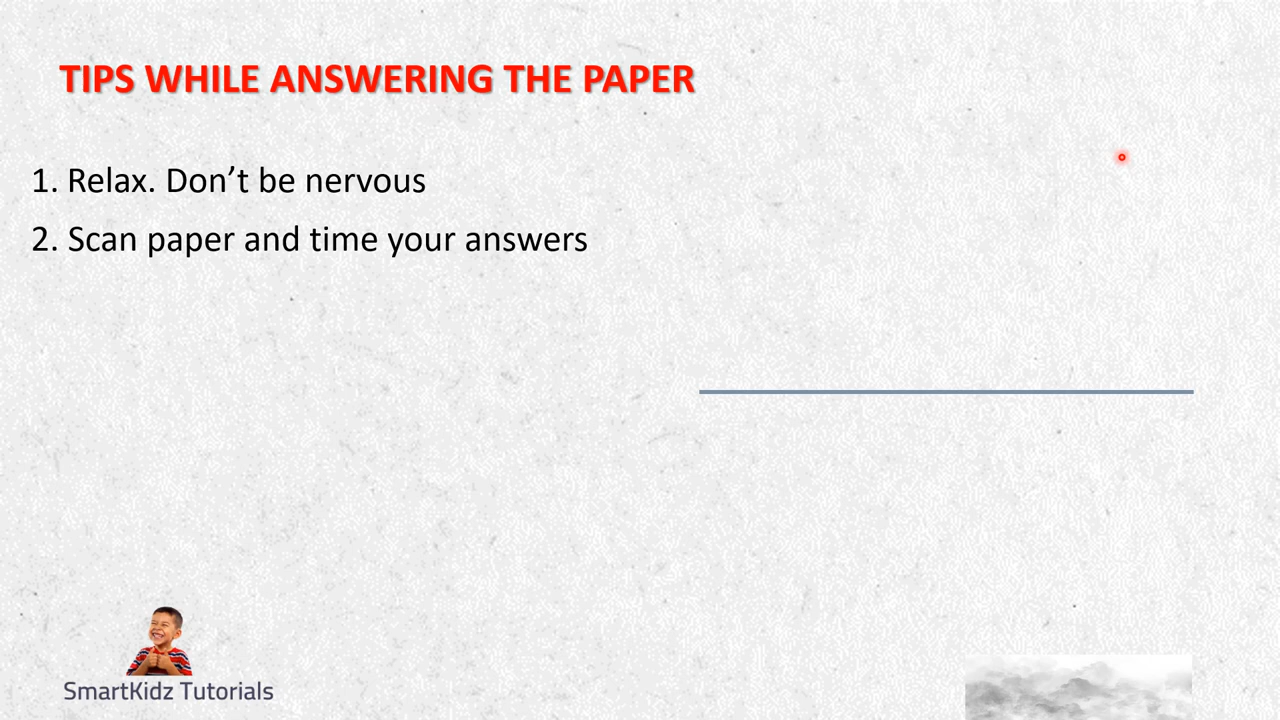 TIPS WHILE ANSWERING THE PAPER
1. Relax. Don’t be nervous
2. Scan paper and time your answers
SmartKidz Tutorials